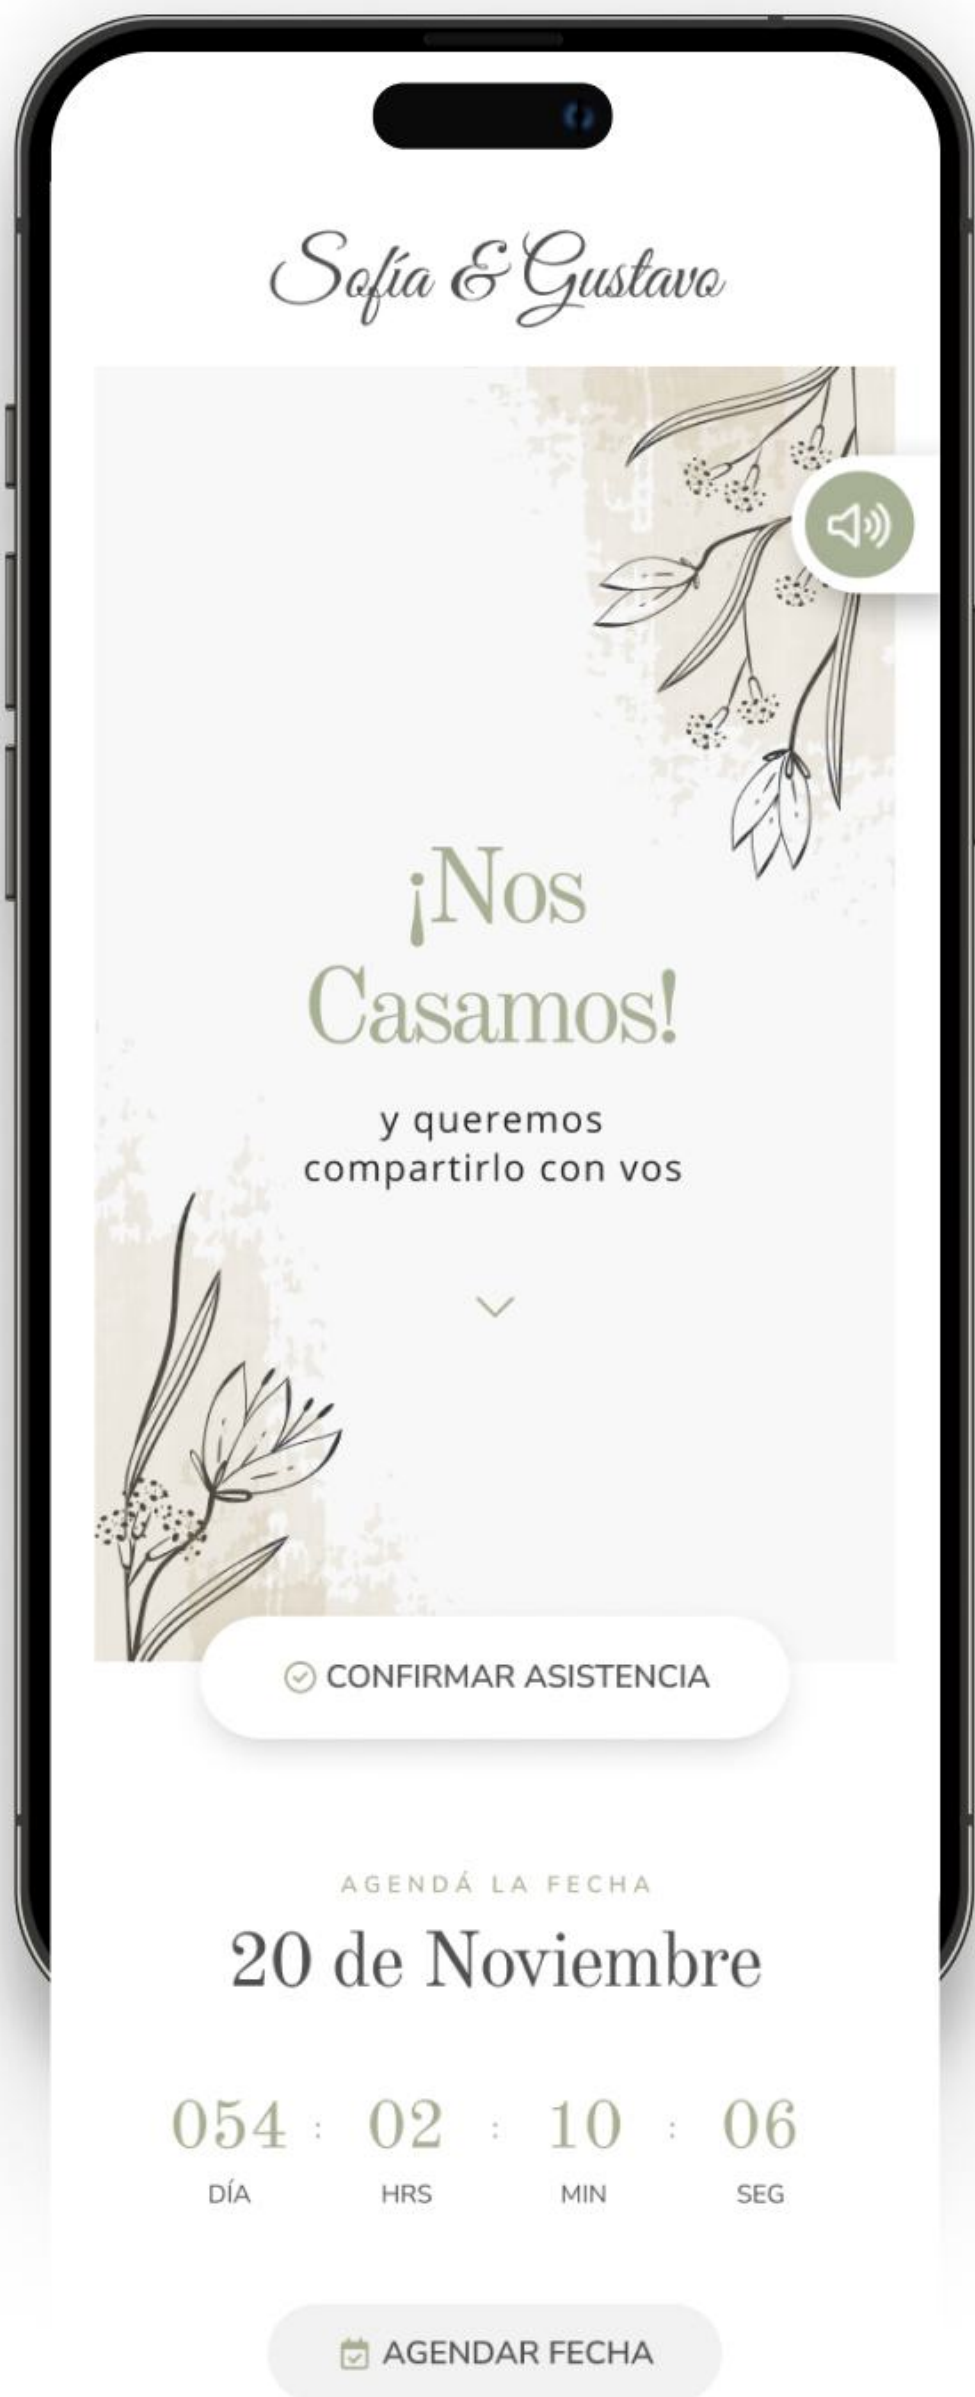 Sofía & Gustavo
¡Nos
Casamos!
y queremos
compartirlo con vos
CONFIRMAR ASISTENCIA
AGENDÁ LA FECHA
20 de Noviembre
054 : 02 : 10 : 06
DÍA HRS MIN SEG
AGENDAR FECHA